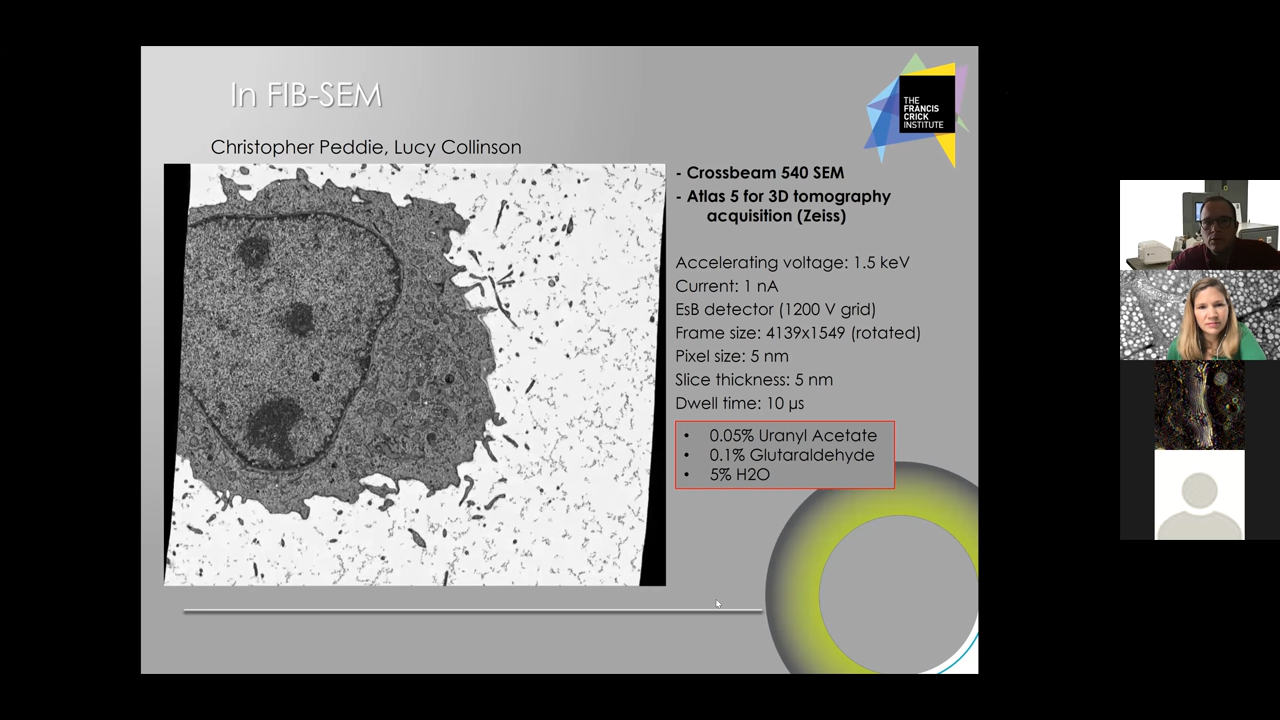 In FIB-SEM
THE
FRANCIS
CRICK
INSTITUTE
Christopher Peddie, Lucy Collinson
- Crossbeam 540 SEM
- Atlas 5 for 3D tomography
acquisition (Zeiss)
Accelerating voltage: 1.5 keV
Current: 1 nA
EsB detector (1200 V grid)
Frame size: 4139x1549 (rotated)
Pixel size: 5 nm
Slice thickness: 5 nm
Dwell time: 10 µs
• 0.05% Uranyl Acetate
• 0.1% Glutaraldehyde
• 5% H2O